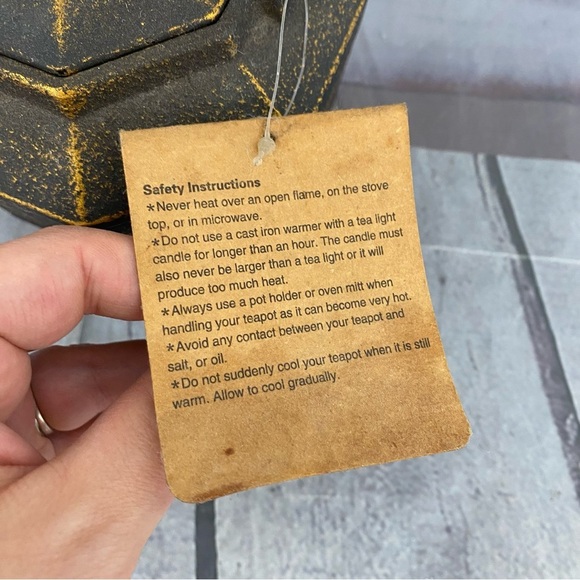 Safety Instructions
*Never heat over an open flame, on the stove
top, or in microwave.
*Do not use a cast iron warmer with a tea light
candle for longer than an hour. The candle must
also never be larger than a tea light or it will
produce too much heat.
*Always use a pot holder or oven mitt when
handling your teapot as it can become very hot.
*Avoid any contact between your teapot and
salt, or oil.
*Do not suddenly cool your teapot when it is still
warm. Allow to cool gradually.